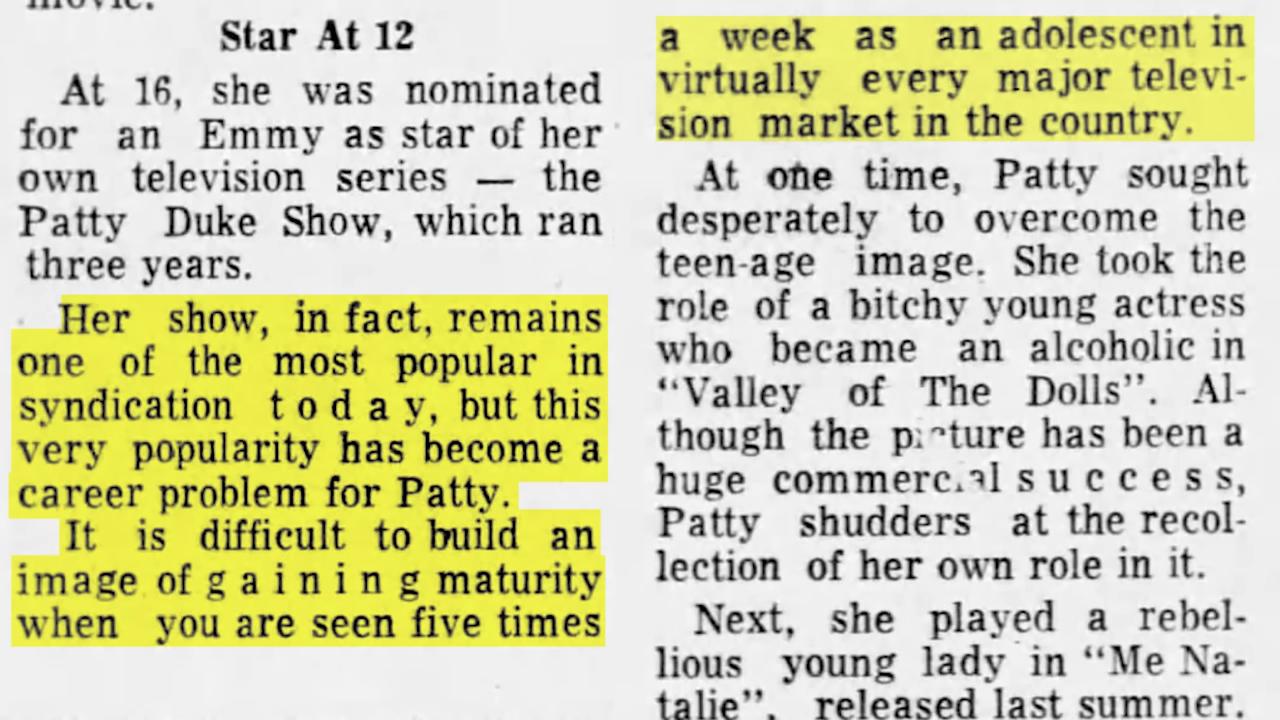 movie.
Star At 12
At 16, she was nominated
for an Emmy as star of her
own television series — the
Patty Duke Show, which ran
three years.
Her show, in fact, remains
one of the most popular in
syndication t o d a y, but this
very popularity has become a
career problem for Patty.
It is difficult to build an
image of g a i n i n g maturity
when you are seen five times
a week as an adolescent in
virtually every major televi-
sion market in the country.
At one time, Patty sought
desperately to overcome the
teen-age image. She took the
role of a bitchy young actress
who became an alcoholic in
“Valley of The Dolls”. Al-
though the picture has been a
huge commercial s u c c e s s,
Patty shudders at the recol-
lection of her own role in it.
Next, she played a rebel-
lious young lady in “Me Na-
talie”, released last summer.